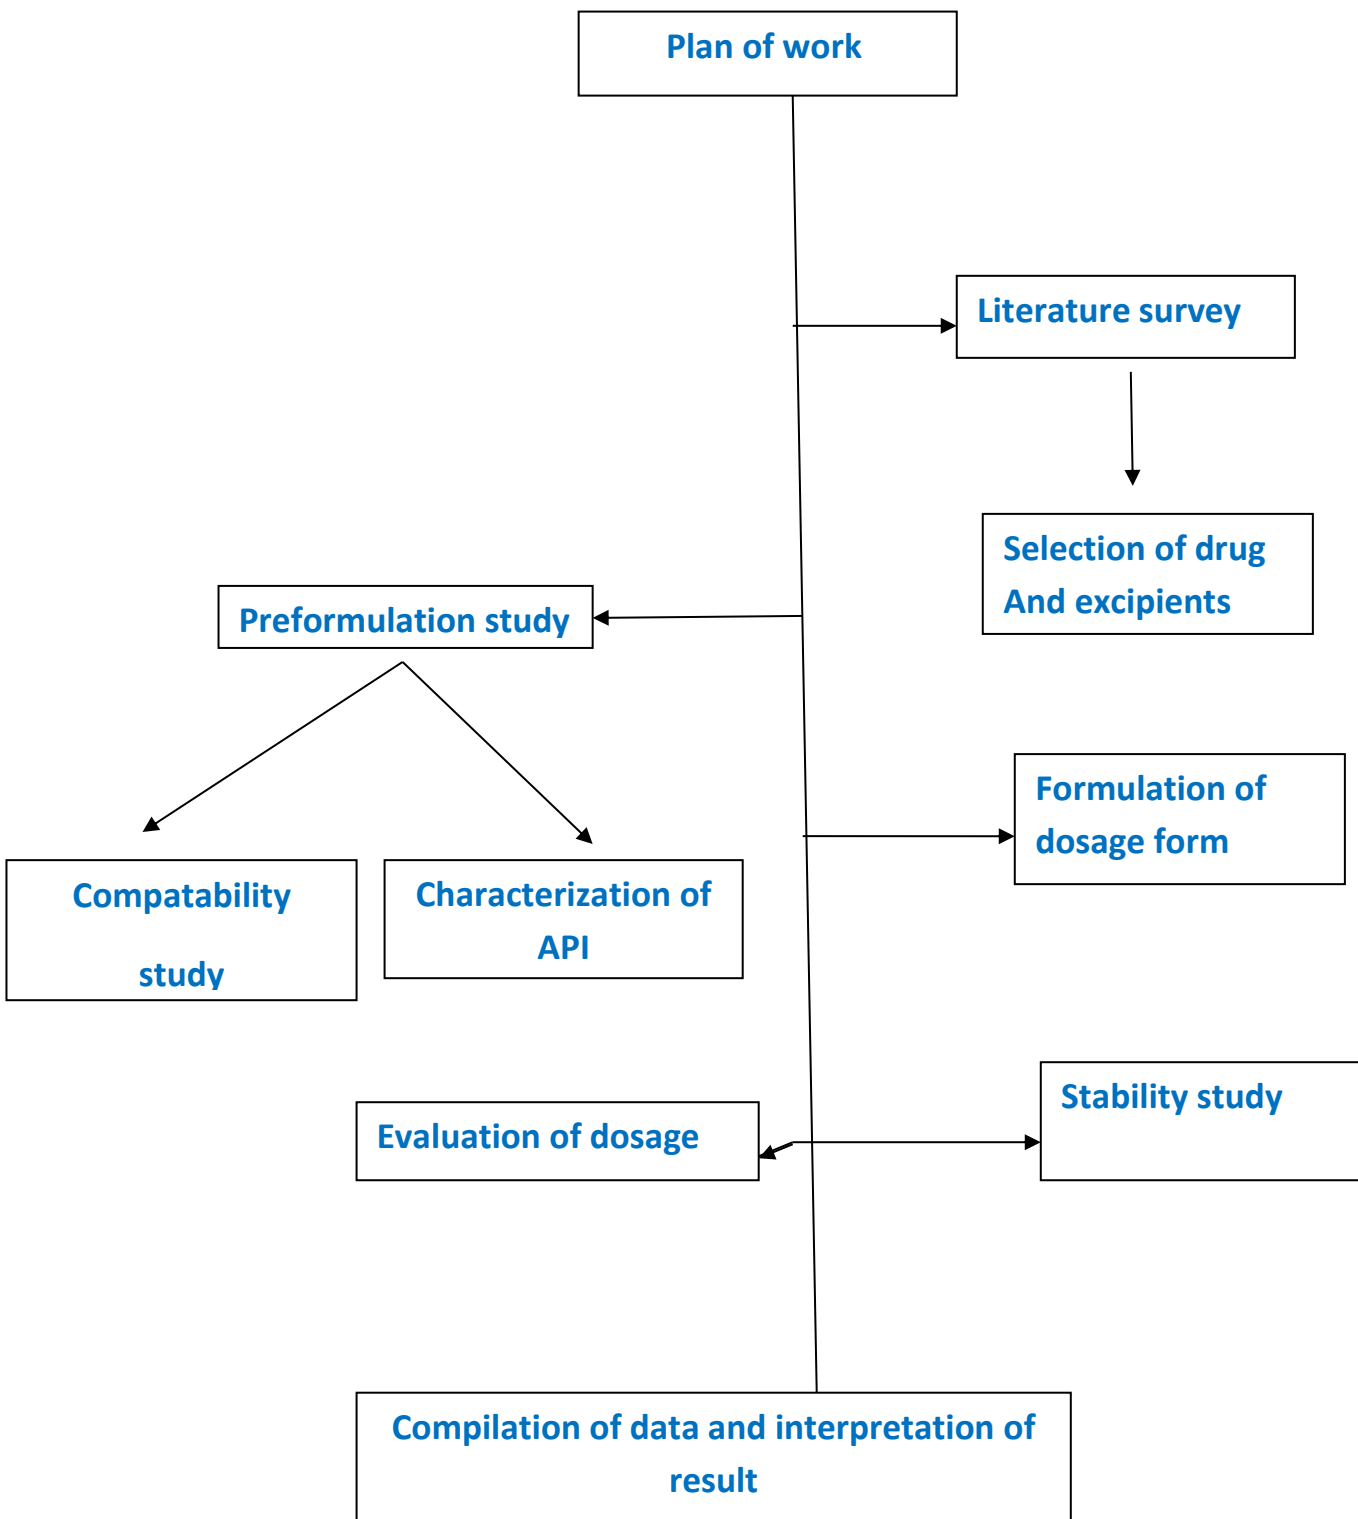 Plan of work
Literature survey
Selection of drug
And excipients
Preformulation study
Formulation of
dosage form
Compatability
study
Characterization of
API
Stability study
Evaluation of dosage
Compilation of data and interpretation of
result